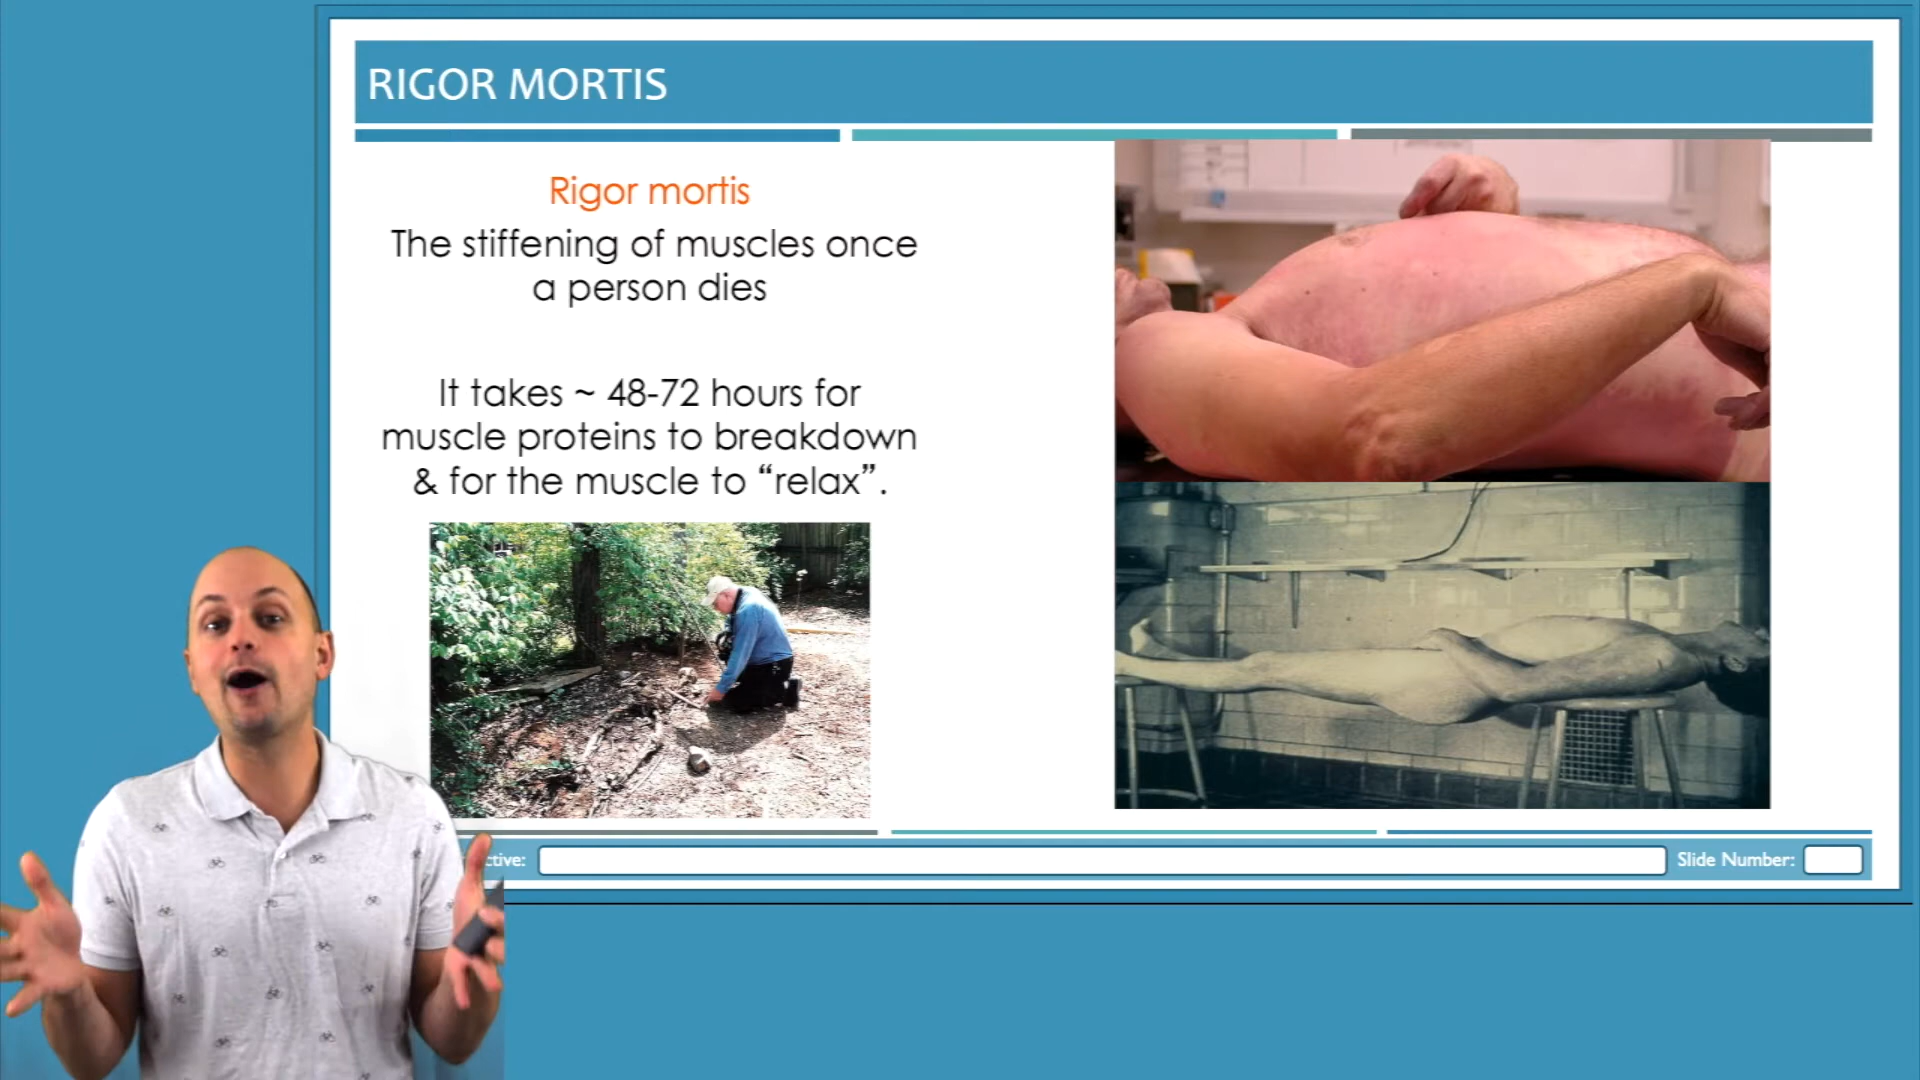 RIGOR MORTIS
Rigor mortis
The stiffening of muscles once
a person dies
It takes ~ 48-72 hours for
muscle proteins to breakdown
& for the muscle to “relax”.
ctive:
Slide Number: